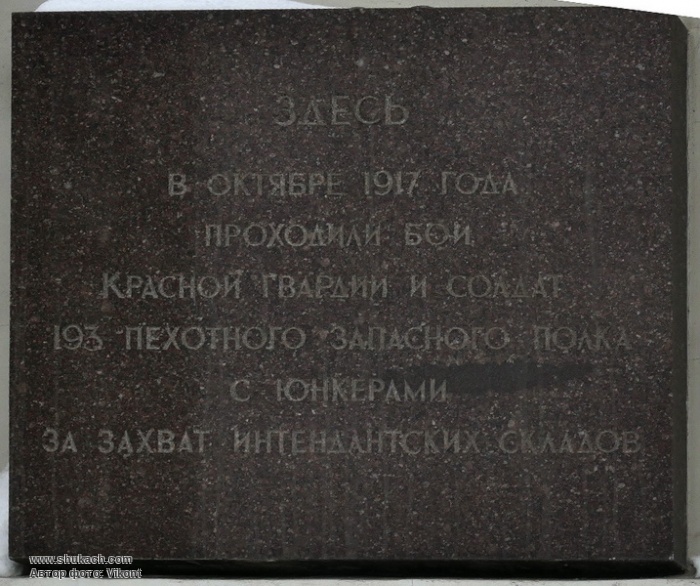 ЗДЕСЬ
В ОКТЯБРЕ 1917 ГОДА
ПРОХОДИЛИ БОИ
КРАСНОЙ ГВАРДИИ И СОЛДАТ
193 ПЕХОТНОГО ЗАПАСНОГО ПОЛКА
С ЮНКЕРАМИ
ЗА ЗАХВАТ ИНТЕНДАНТСКИХ СКЛАДОВ
www.shukach.com
Автор фото: Vikont